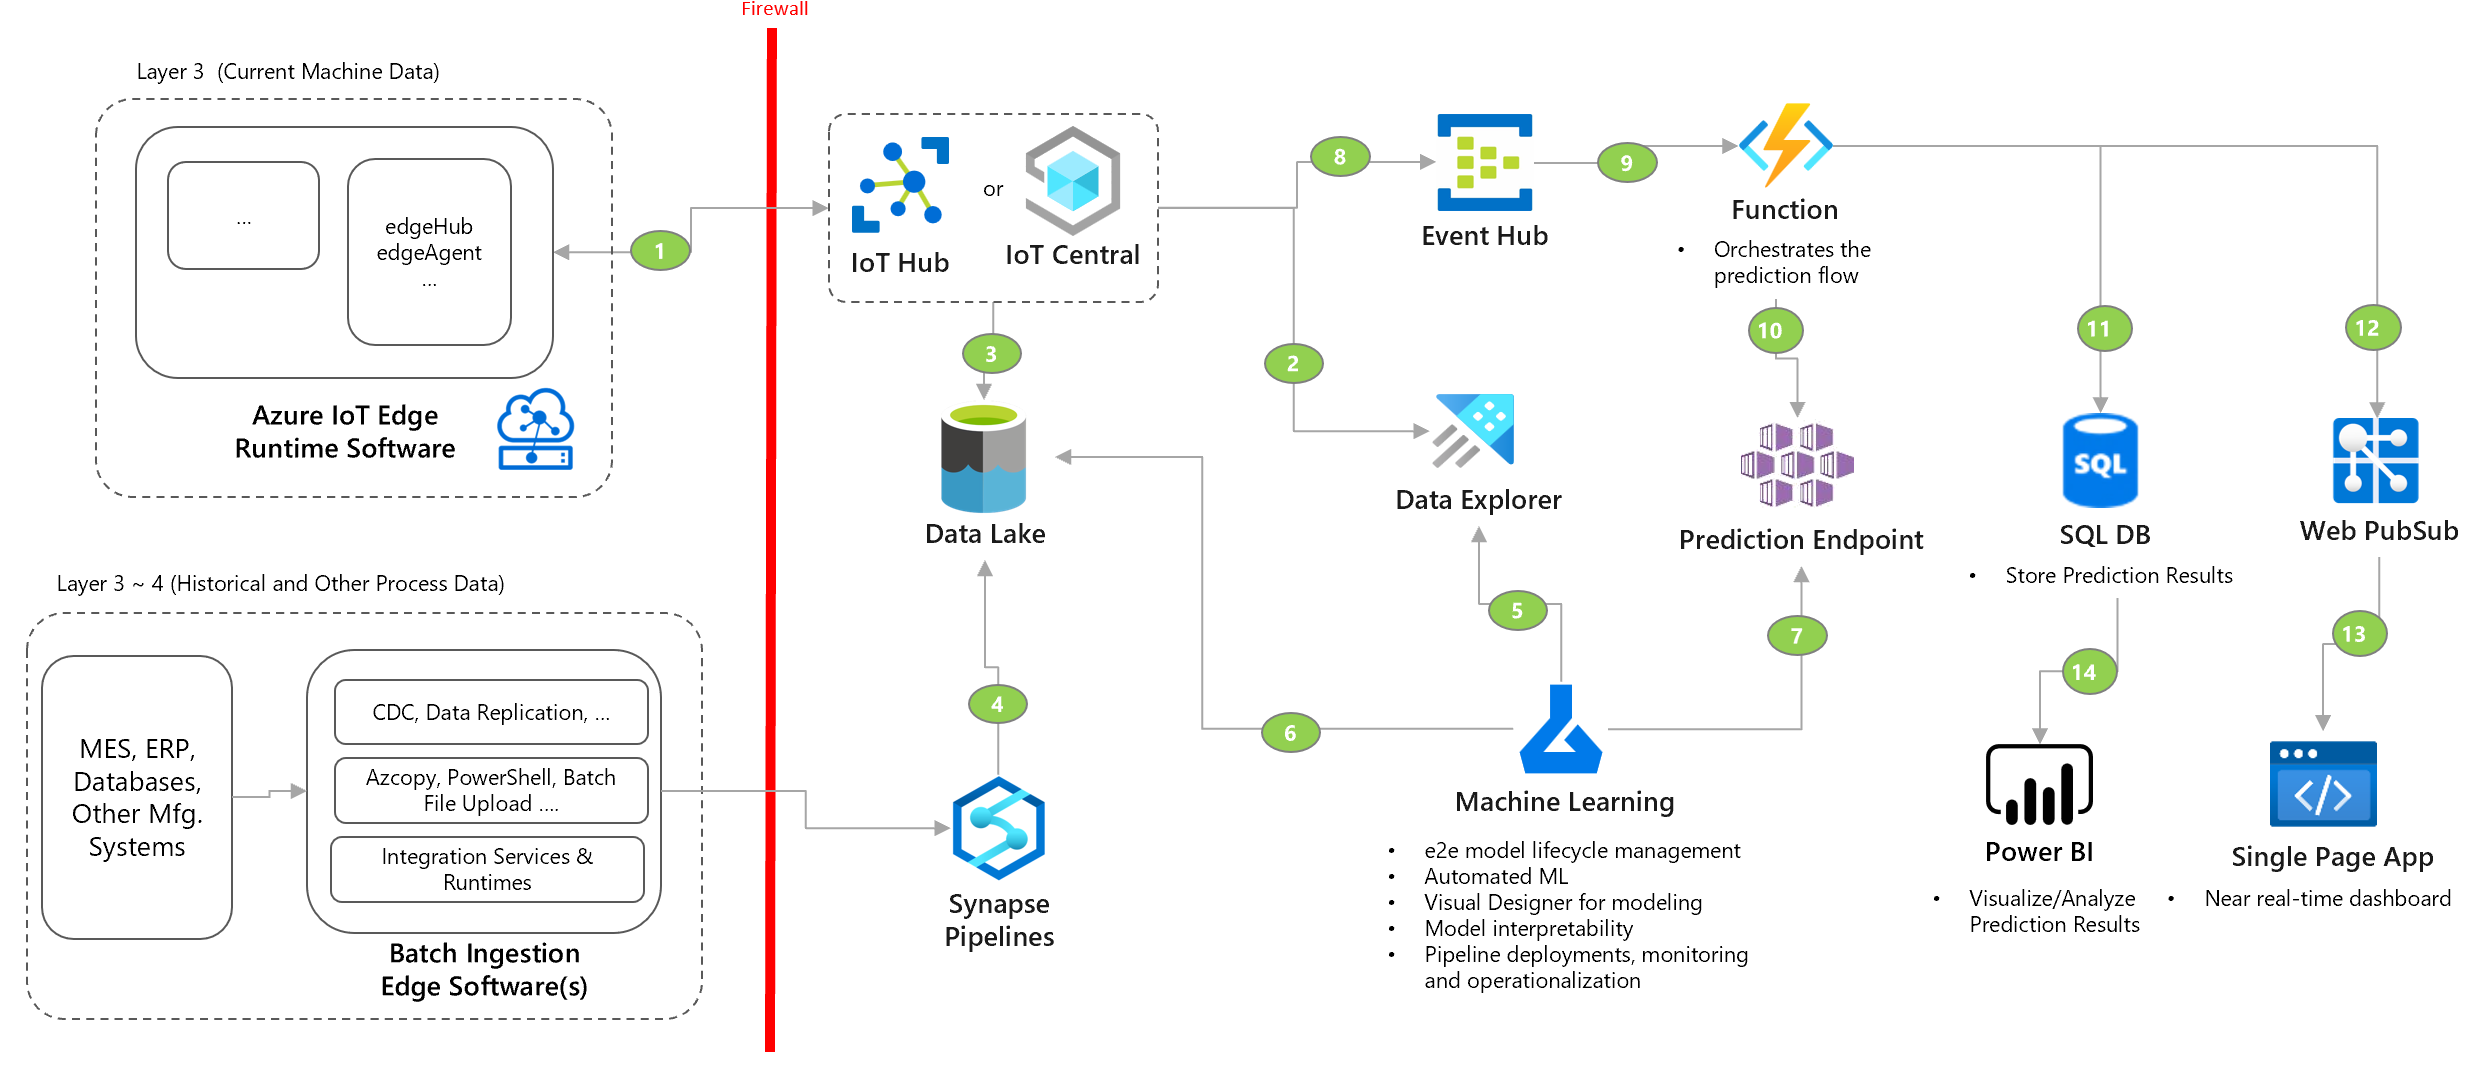 Firewall
Layer 3  (Current Machine Data)
...
edgeHub
edgeAgent
...
Azure IoT Edge
Runtime Software
1
IoT Hub
or
IoT Central
8
Event Hub
9
Function
• Orchestrates the
prediction flow
10
11
12
3
2
Data Lake
Data Explorer
Prediction Endpoint
SQL DB
• Store Prediction Results
Web PubSub
SQL
Layer 3 ~ 4 (Historical and Other Process Data)
MES, ERP,
Databases,
Other Mfg.
Systems
CDC, Data Replication, ...
Azcopy, PowerShell, Batch
File Upload ....
Integration Services &
Runtimes
Batch Ingestion
Edge Software(s)
4
5
6
7
13
14
Synapse
Pipelines
Machine Learning
• e2e model lifecycle management
• Automated ML
• Visual Designer for modeling
• Model interpretability
• Pipeline deployments, monitoring
and operationalization
Power BI
• Visualize/Analyze
Prediction Results
Single Page App
• Near real-time dashboard